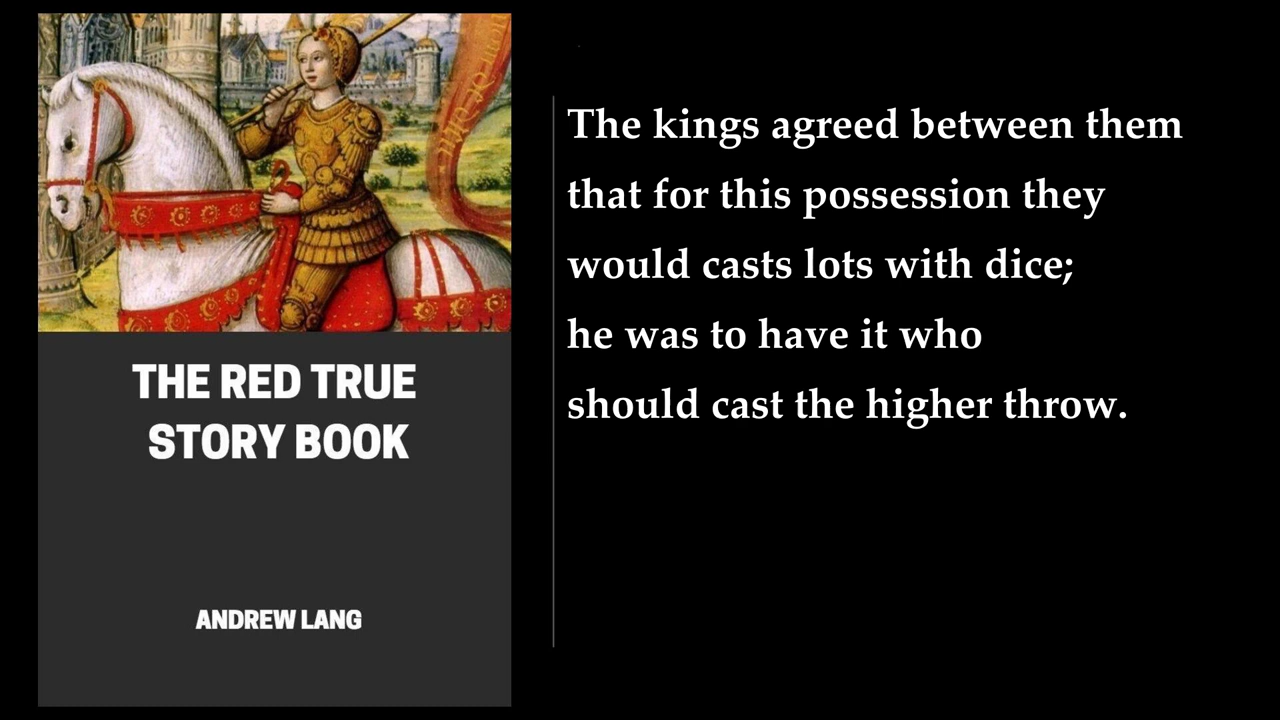 THE RED TRUE
STORY BOOK
ANDREW LANG
The kings agreed between them
that for this possession they
would casts lots with dice;
he was to have it who
should cast the higher throw.